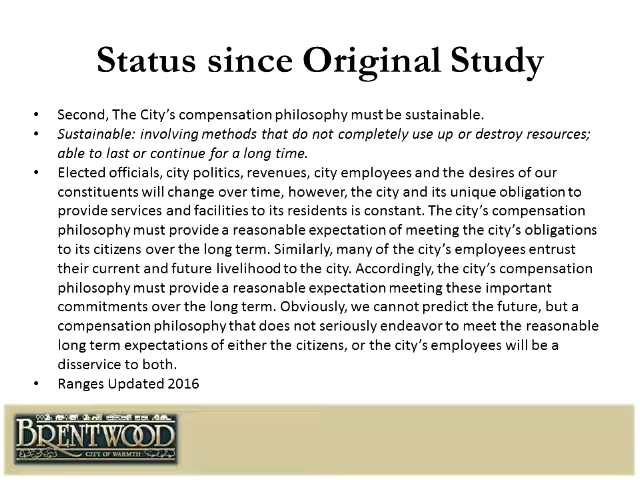 Status since Original Study
• Second, The City's compensation philosophy must be sustainable.
• Sustainable: involving methods that do not completely use up or destroy resources;
able to last or continue for a long time.
• Elected officials, city politics, revenues, city employees and the desires of our
constituents will change over time, however, the city and its unique obligation to
provide services and facilities to its residents is constant. The city's compensation
philosophy must provide a reasonable expectation of meeting the city's obligations
to its citizens over the long term. Similarly, many of the city's employees entrust
their current and future livelihood to the city. Accordingly, the city's compensation
philosophy must provide a reasonable expectation meeting these important
commitments over the long term. Obviously, we cannot predict the future, but a
compensation philosophy that does not seriously endeavor to meet the reasonable
long term expectations of either the citizens, or the city's employees will be a
disservice to both.
• Ranges Updated 2016
BRENTWOOD
CITY OF WARMTH